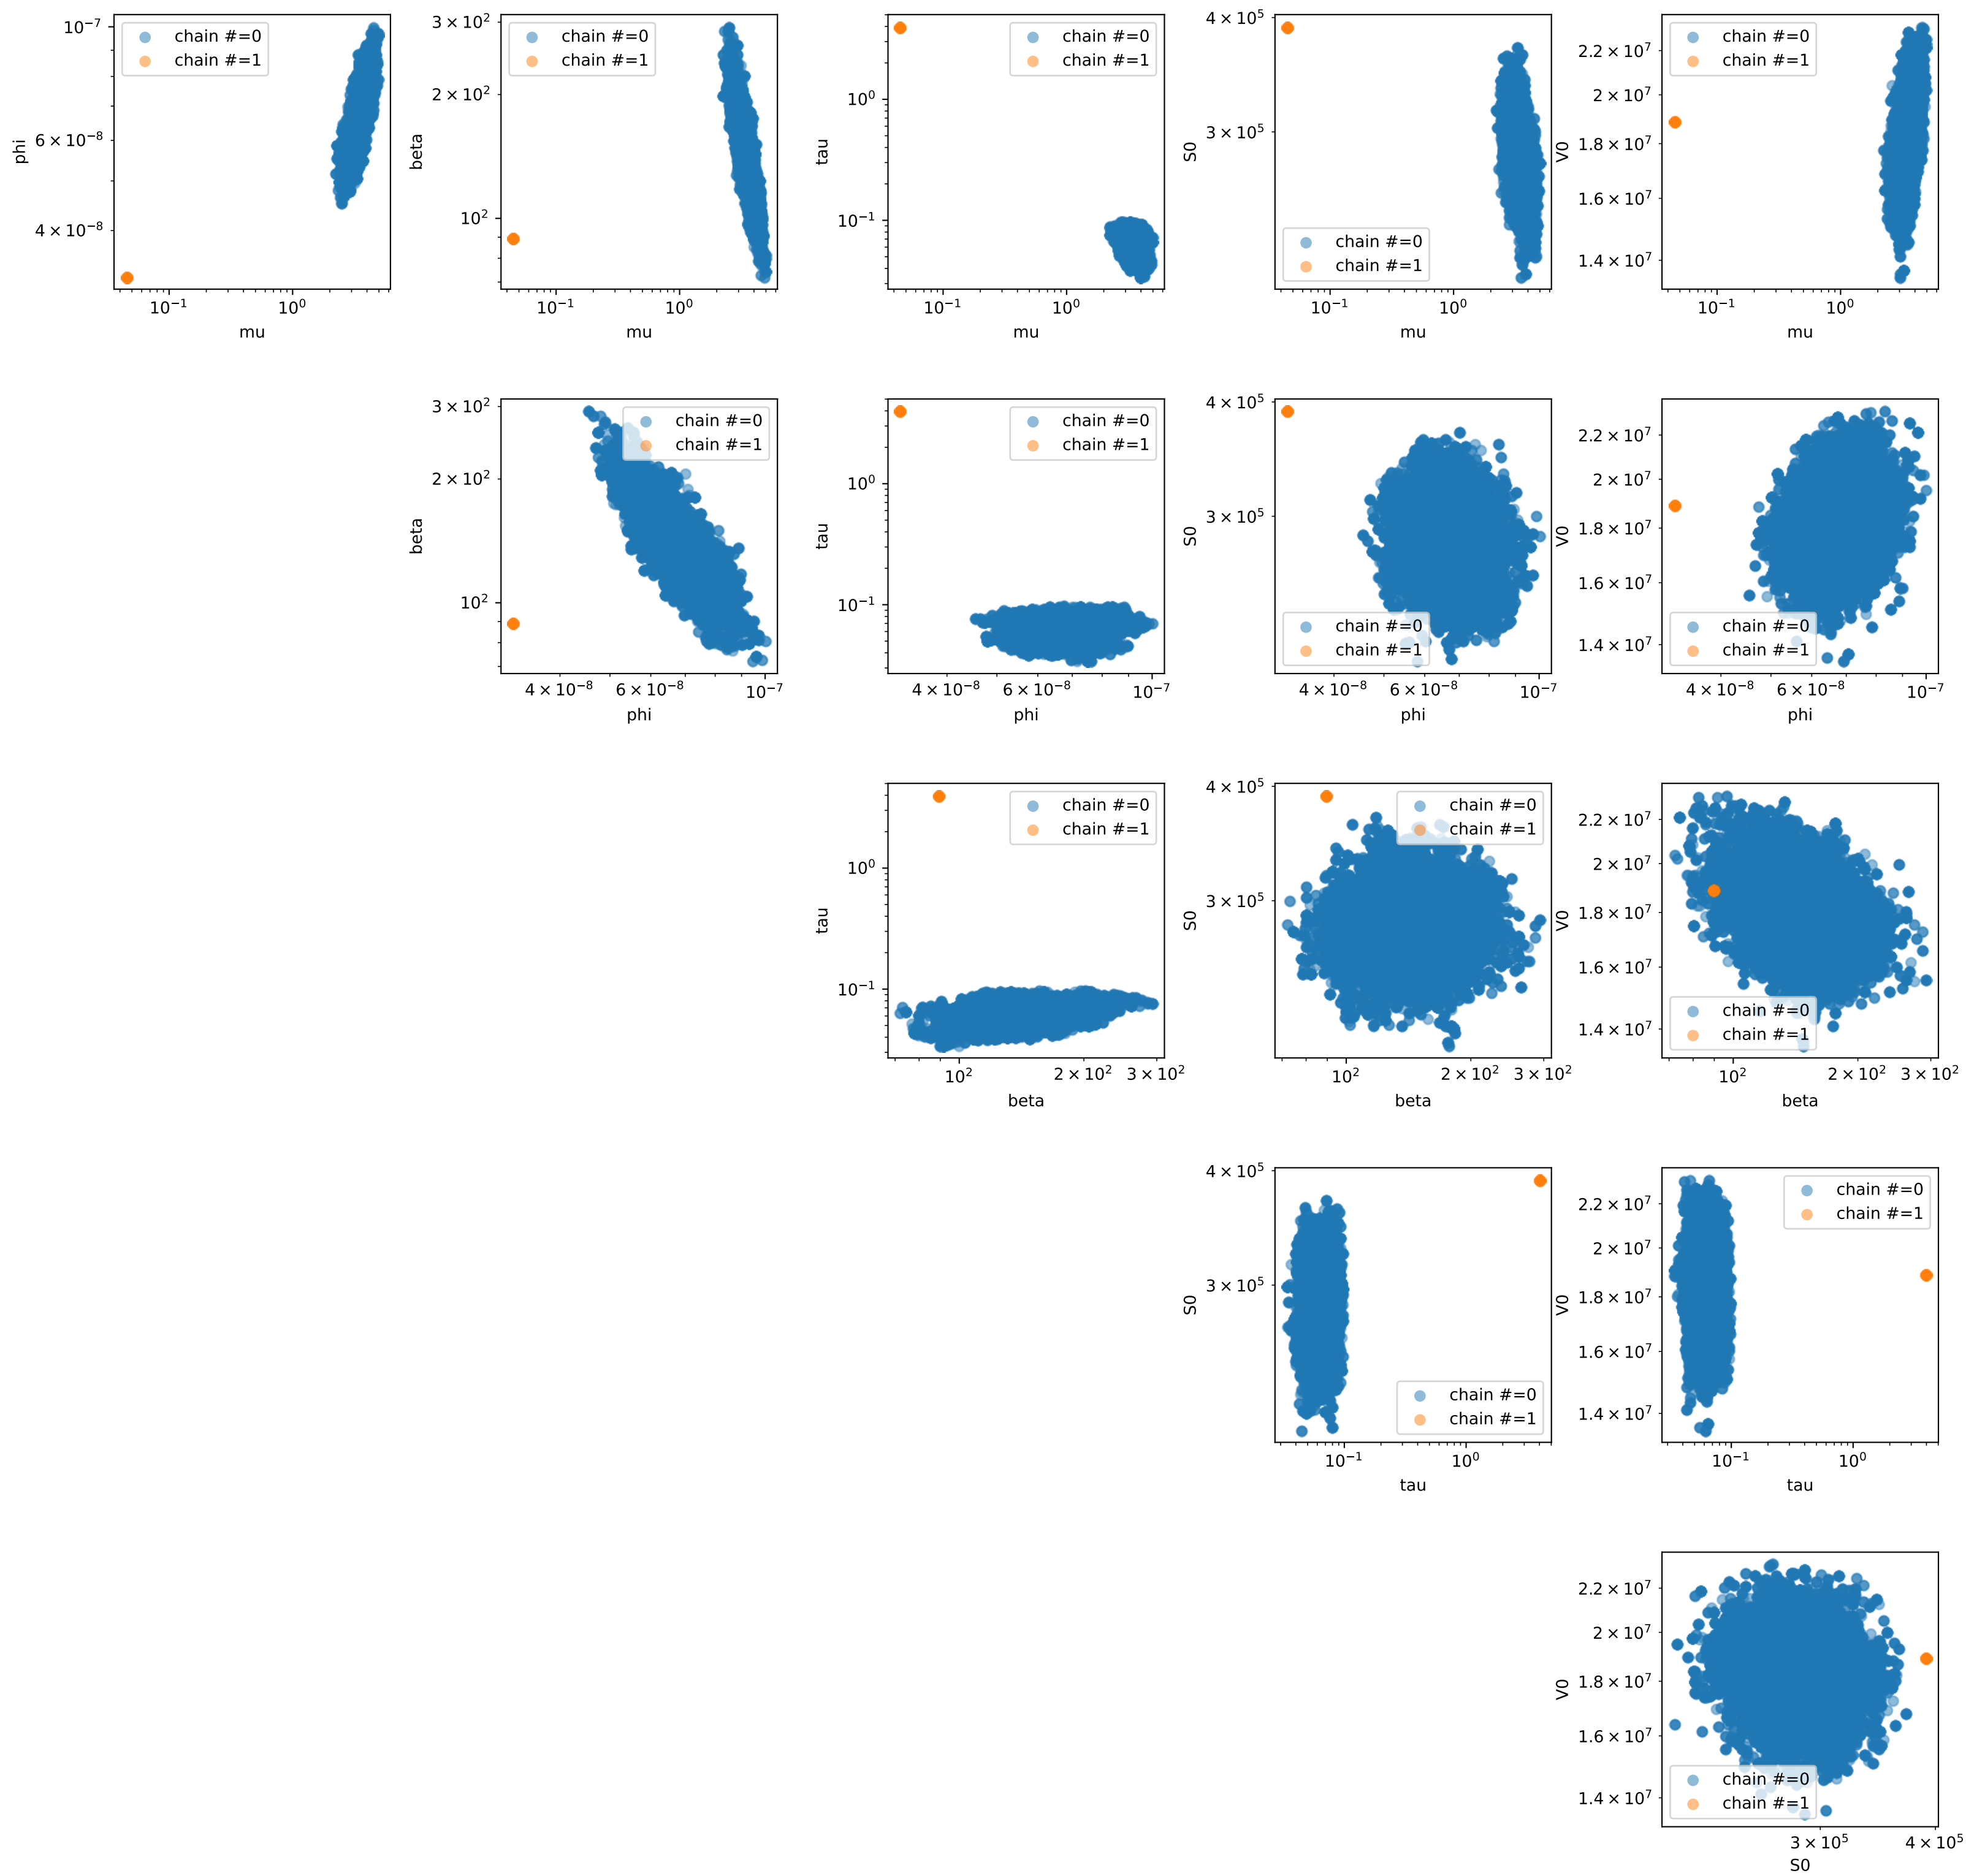 10⁻⁷
6 × 10⁻⁸
4 × 10⁻⁸
phi
chain #=0
chain #=1
10⁻¹
10⁰
mu
3 × 10²
2 × 10²
10²
beta
chain #=0
chain #=1
10⁻¹
10⁰
mu
10⁰
10⁻¹
tau
chain #=0
chain #=1
10⁻¹
10⁰
mu
4 × 10⁵
3 × 10⁵
S0
chain #=0
chain #=1
10⁻¹
10⁰
mu
2.2 × 10⁷
2 × 10⁷
1.8 × 10⁷
1.6 × 10⁷
1.4 × 10⁷
V0
chain #=0
chain #=1
10⁻¹
10⁰
mu
3 × 10²
2 × 10²
10²
beta
chain #=0
chain #=1
4 × 10⁻⁸
6 × 10⁻⁸
10⁻⁷
phi
10⁰
10⁻¹
tau
chain #=0
chain #=1
4 × 10⁻⁸
6 × 10⁻⁸
10⁻⁷
phi
4 × 10⁵
3 × 10⁵
S0
chain #=0
chain #=1
4 × 10⁻⁸
6 × 10⁻⁸
10⁻⁷
phi
2.2 × 10⁷
2 × 10⁷
1.8 × 10⁷
1.6 × 10⁷
1.4 × 10⁷
V0
chain #=0
chain #=1
4 × 10⁻⁸
6 × 10⁻⁸
10⁻⁷
phi
10⁰
10⁻¹
tau
chain #=0
chain #=1
10²
2 × 10²
3 × 10²
beta
4 × 10⁵
3 × 10⁵
S0
chain #=0
chain #=1
10²
2 × 10²
3 × 10²
beta
2.2 × 10⁷
2 × 10⁷
1.8 × 10⁷
1.6 × 10⁷
1.4 × 10⁷
V0
chain #=0
chain #=1
10²
2 × 10²
3 × 10²
beta
4 × 10⁵
3 × 10⁵
S0
chain #=0
chain #=1
10⁻¹
10⁰
tau
2.2 × 10⁷
2 × 10⁷
1.8 × 10⁷
1.6 × 10⁷
1.4 × 10⁷
V0
chain #=0
chain #=1
10⁻¹
10⁰
tau
2.2 × 10⁷
2 × 10⁷
1.8 × 10⁷
1.6 × 10⁷
1.4 × 10⁷
V0
chain #=0
chain #=1
3 × 10⁵
4 × 10⁵
S0